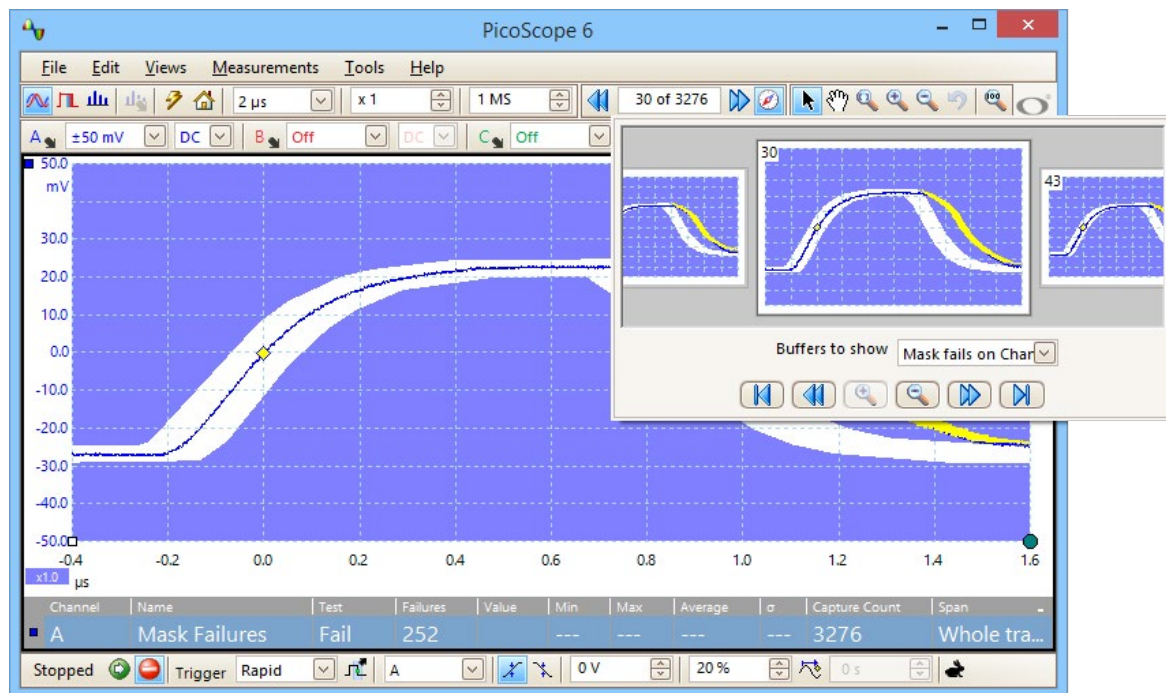 PicoScope 6
File Edit Views Measurements Tools Help
2 µs x 1 1 MS 30 of 3276
A ±50 mV DC B Off DC C Off
50.0
mV
30.0
20.0
10.0
0.0
-10.0
-20.0
-30.0
-40.0
-50.0
-0.4 -0.2 0.0 0.2 0.4 0.6 0.8 1.0 1.2 1.4 1.6
x1.0 µs
30
43
Buffers to show Mask fails on Char
Channel Name Test Failures Value Min Max Average σ Capture Count Span
A Mask Failures Fail 252 --- --- --- --- 3276 Whole tra...
Stopped Trigger Rapid A 0 V 20 % 0 s